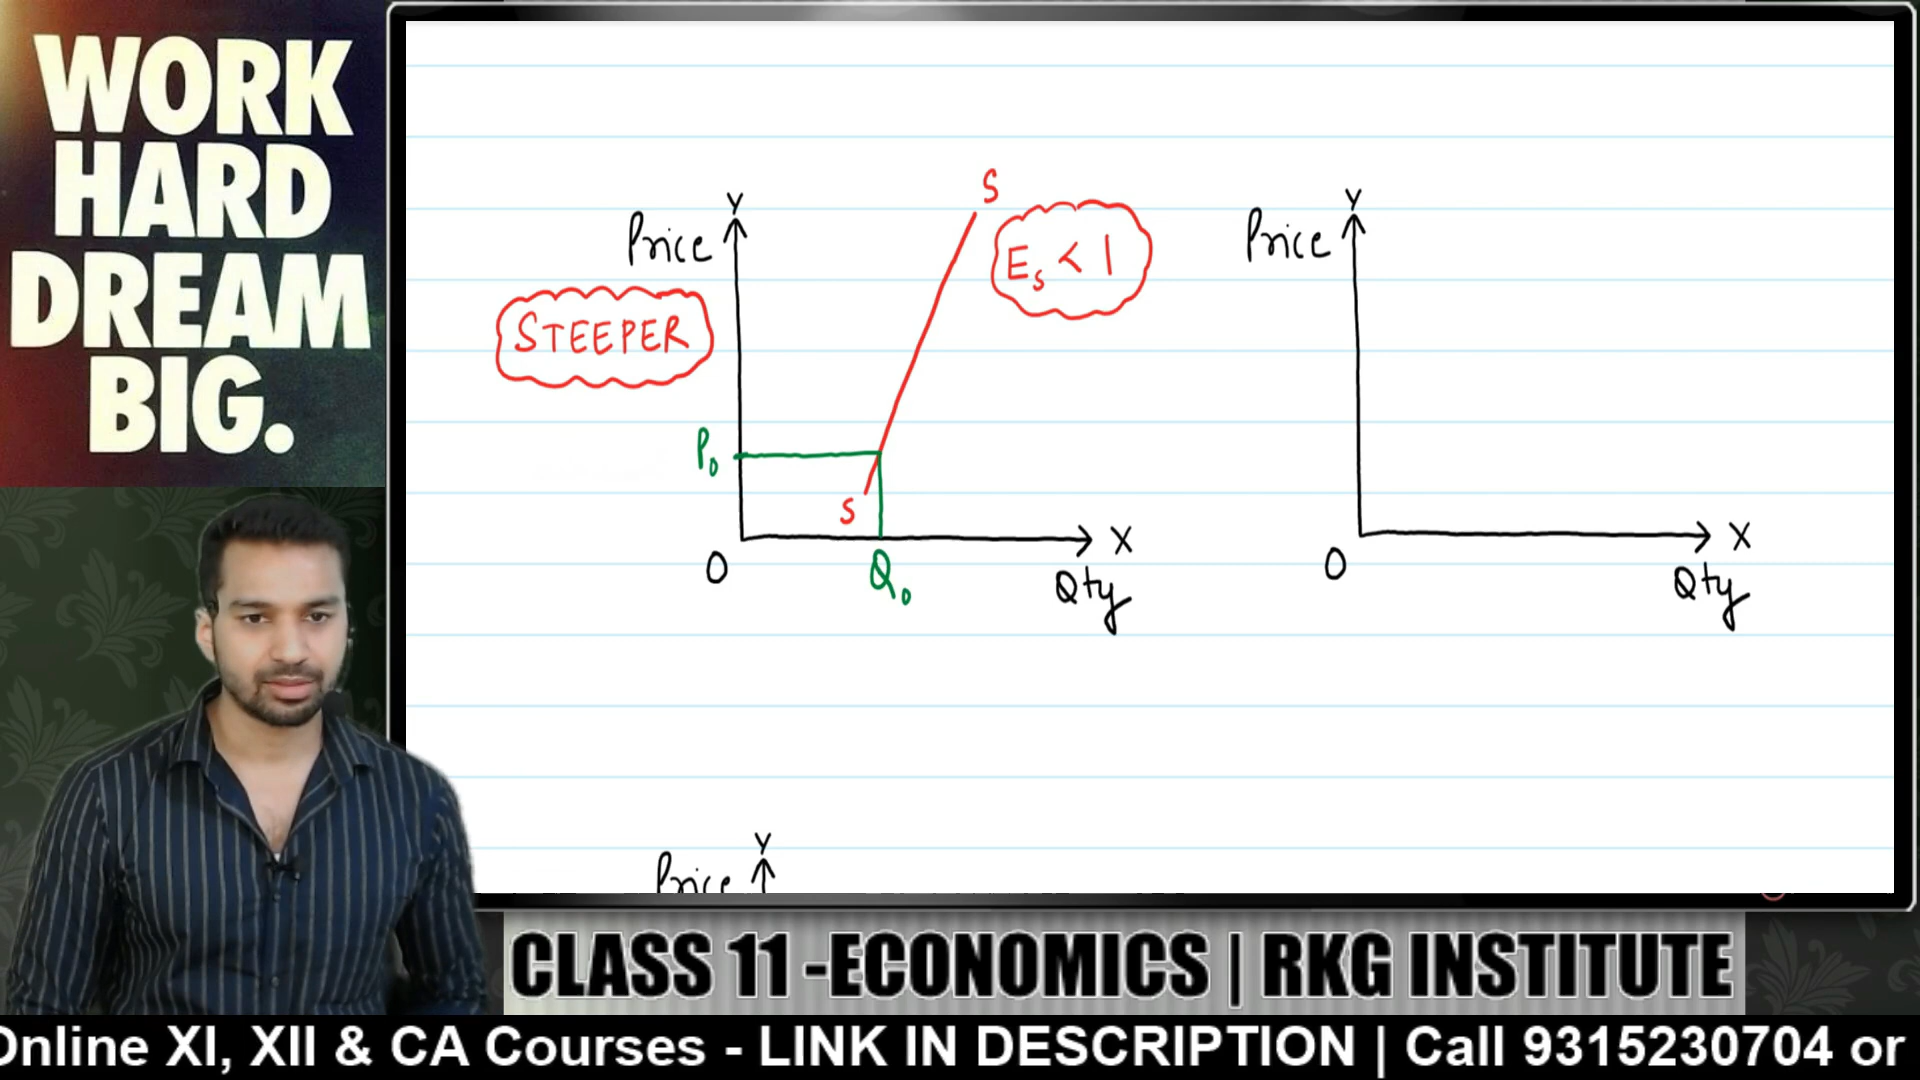 WORK
HARD
DREAM
BIG.
Y
Price
S
Es < 1
STEEPER
P0
S
O
Q0
X
Qty
Y
Price
O
X
Qty
Y
Price
CLASS 11 -ECONOMICS | RKG INSTITUTE
Online XI, XII & CA Courses - LINK IN DESCRIPTION | Call 9315230704 or